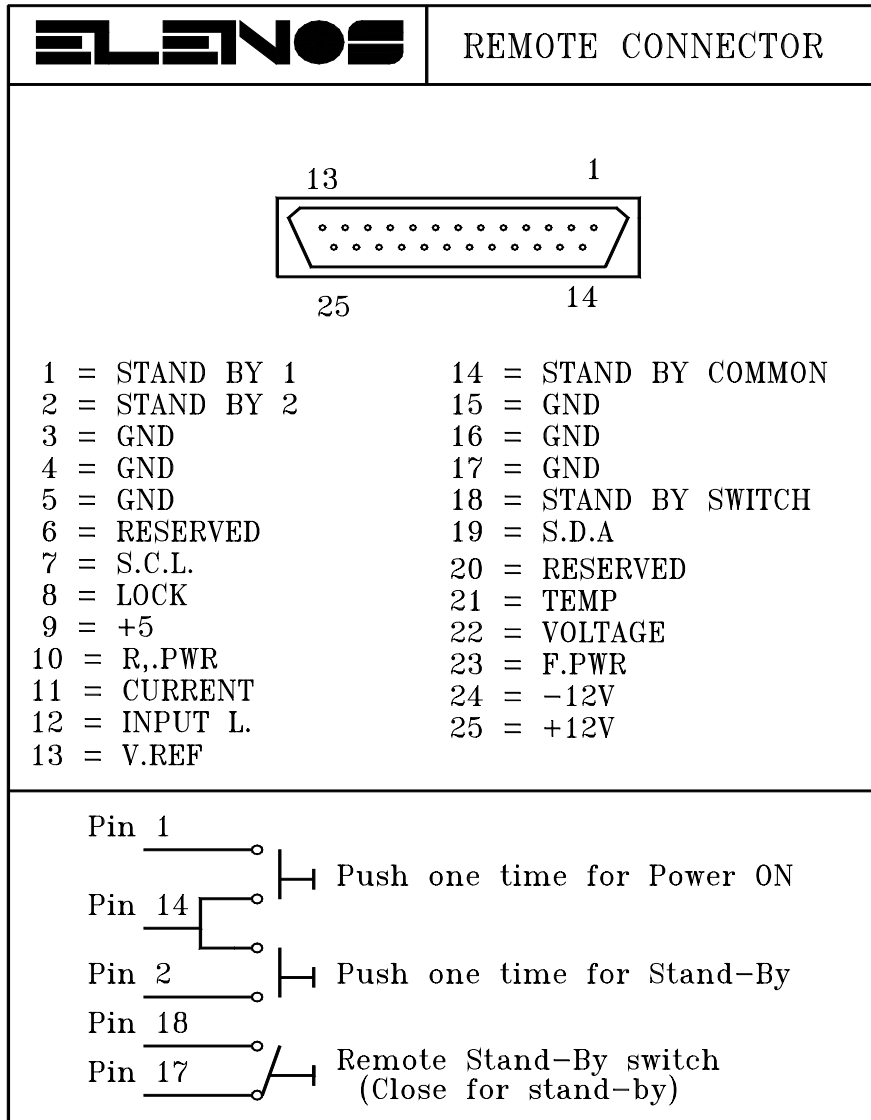 ELENOS
REMOTE CONNECTOR
13 1
25 14
1 = STAND BY 1
2 = STAND BY 2
3 = GND
4 = GND
5 = GND
6 = RESERVED
7 = S.C.L.
8 = LOCK
9 = +5
10 = R,.PWR
11 = CURRENT
12 = INPUT L.
13 = V.REF
14 = STAND BY COMMON
15 = GND
16 = GND
17 = GND
18 = STAND BY SWITCH
19 = S.D.A
20 = RESERVED
21 = TEMP
22 = VOLTAGE
23 = F.PWR
24 = -12V
25 = +12V
Pin 1
Push one time for Power ON
Pin 14
Pin 2
Push one time for Stand-By
Pin 18
Pin 17
Remote Stand-By switch
(Close for stand-by)